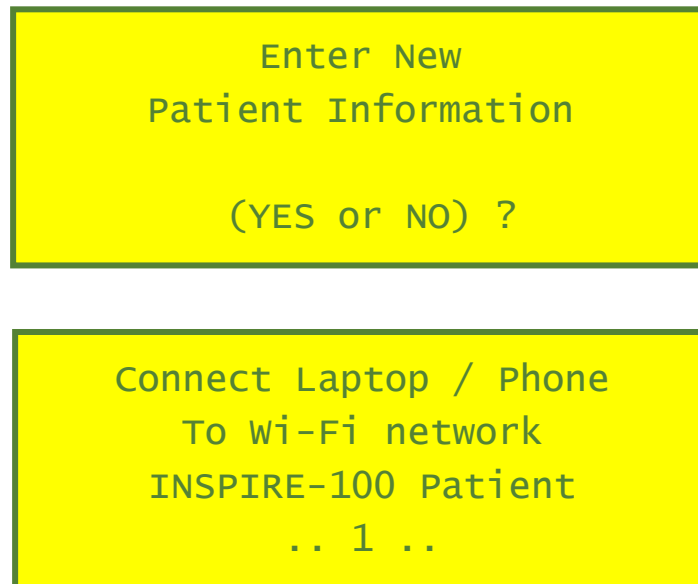 Enter New
Patient Information
(YES or NO) ?
Connect Laptop / Phone
To Wi-Fi network
INSPIRE-100 Patient
.. 1 ..